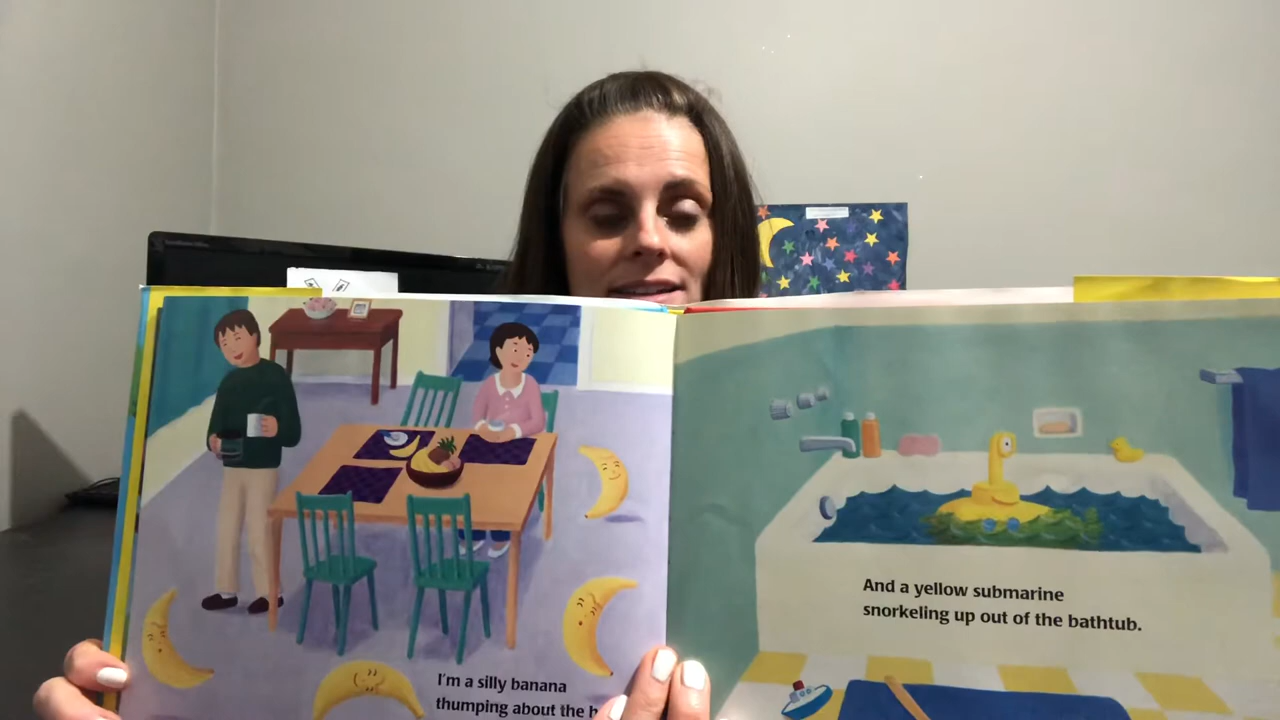 I'm a silly banana
thumping about the
And a yellow submarine
snorkeling up out of the bathtub.